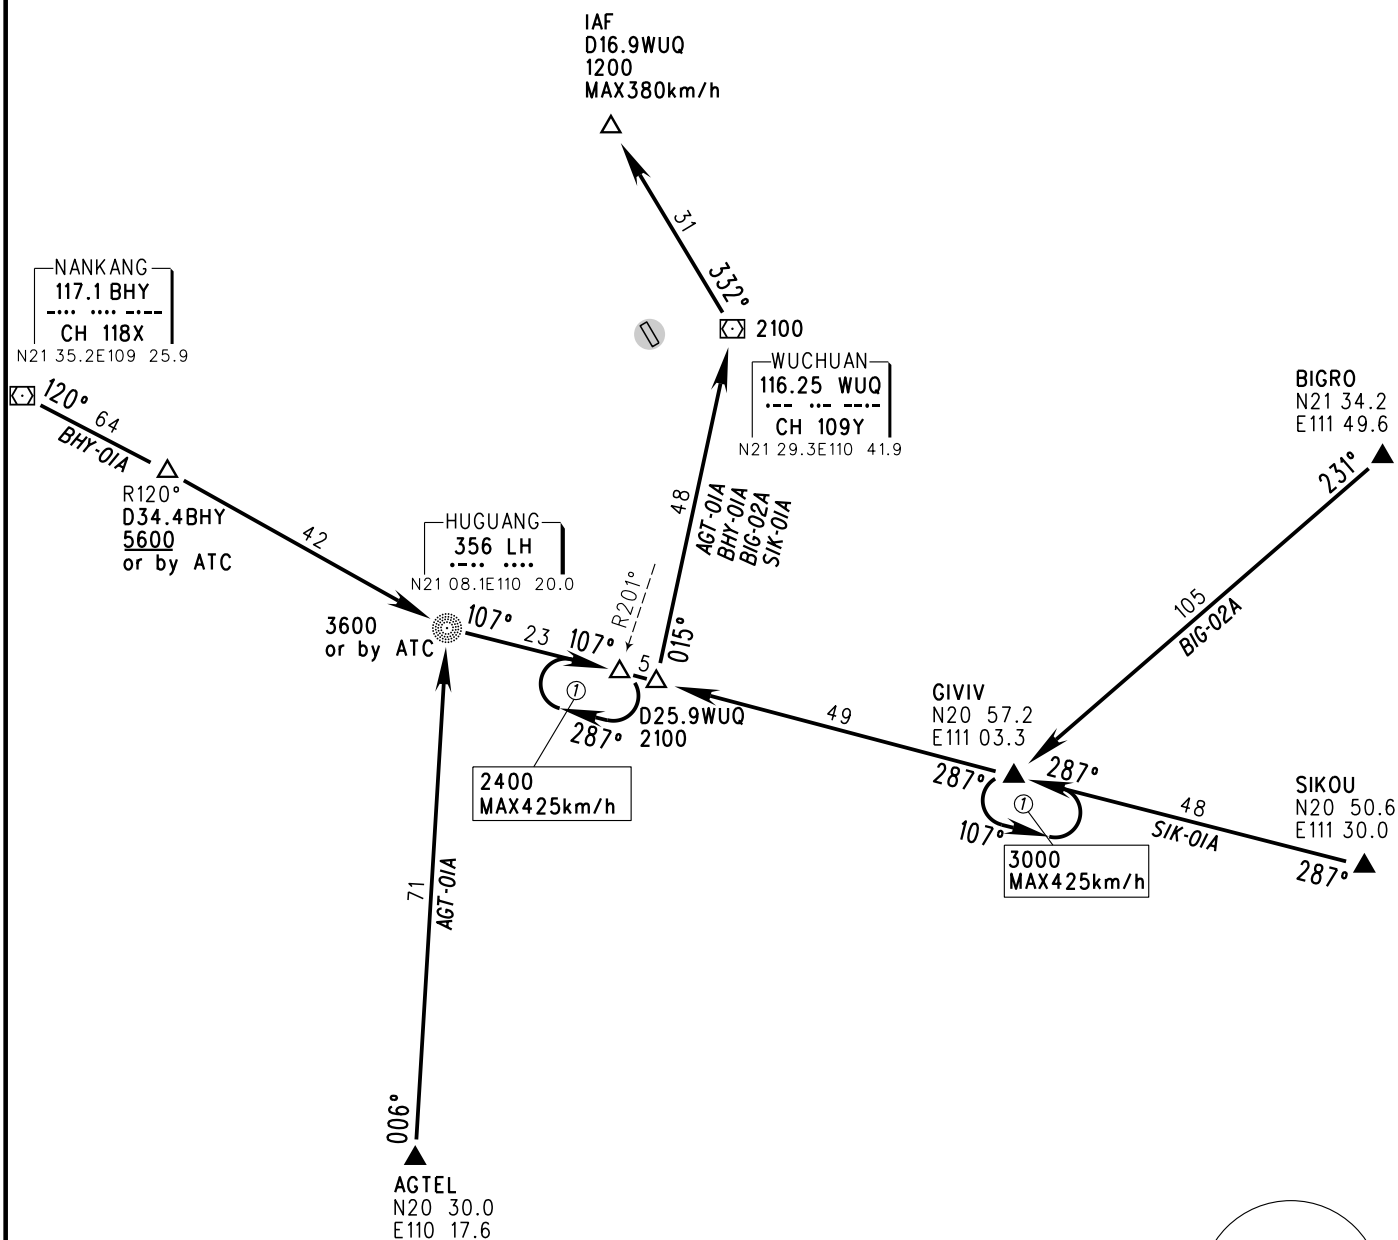 IAF
D16.9WUQ
1200
MAX380km/h
31
332°
2100
NANKANG
117.1 BHY
CH 118X
N21 35.2E109 25.9
120°
64
BHY-01A
R120°
D34.4BHY
5600
or by ATC
42
WUCHUAN
116.25 WUQ
CH 109Y
N21 29.3E110 41.9
BIGRO
N21 34.2
E111 49.6
231°
105
BIG-02A
48
AGT-01A
BHY-01A
BIG-02A
SIK-01A
HUGUANG
356 LH
N21 08.1E110 20.0
3600
or by ATC
107°
23
107°
R201°
5
015°
1
287°
D25.9WUQ
2100
2400
MAX425km/h
49
GIVIV
N20 57.2
E111 03.3
287°
287°
1
107°
3000
MAX425km/h
48
SIK-01A
SIKOU
N20 50.6
E111 30.0
287°
71
AGT-01A
006°
AGTEL
N20 30.0
E110 17.6